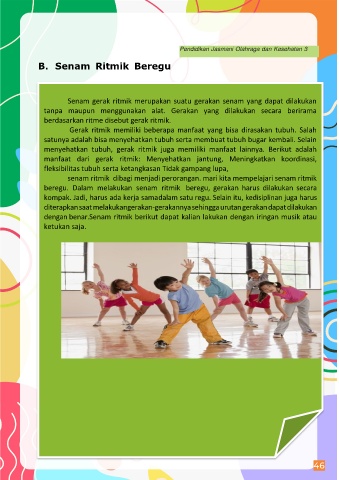 Pendidikan Jasmani Olahraga dan Kesehatan 3
B. Senam Ritmik Beregu
Senam gerak ritmik merupakan suatu gerakan senam yang dapat dilakukan
tanpa maupun menggunakan alat. Gerakan yang dilakukan secara berirama
berdasarkan ritme disebut gerak ritmik.
Gerak ritmik memiliki beberapa manfaat yang bisa dirasakan tubuh. Salah
satunya adalah bisa menyehatkan tubuh serta membuat tubuh bugar kembali. Selain
menyehatkan tubuh, gerak ritmik juga memiliki manfaat lainnya. Berikut adalah
manfaat dari gerak ritmik: Menyehatkan jantung, Meningkatkan koordinasi,
fleksibilitas tubuh serta ketangkasan Tidak gampang lupa,
senam ritmik dibagi menjadi perorangan. mari kita mempelajari senam ritmik
beregu. Dalam melakukan senam ritmik beregu, gerakan harus dilakukan secara
kompak. Jadi, harus ada kerja samadalam satu regu. Selain itu, kedisiplinan juga harus
diterapkan saat melakukangerakan-gerakannya sehingga urutan gerakan dapat dilakukan
dengan benar.Senam ritmik berikut dapat kalian lakukan dengan iringan musik atau
ketukan saja.
46